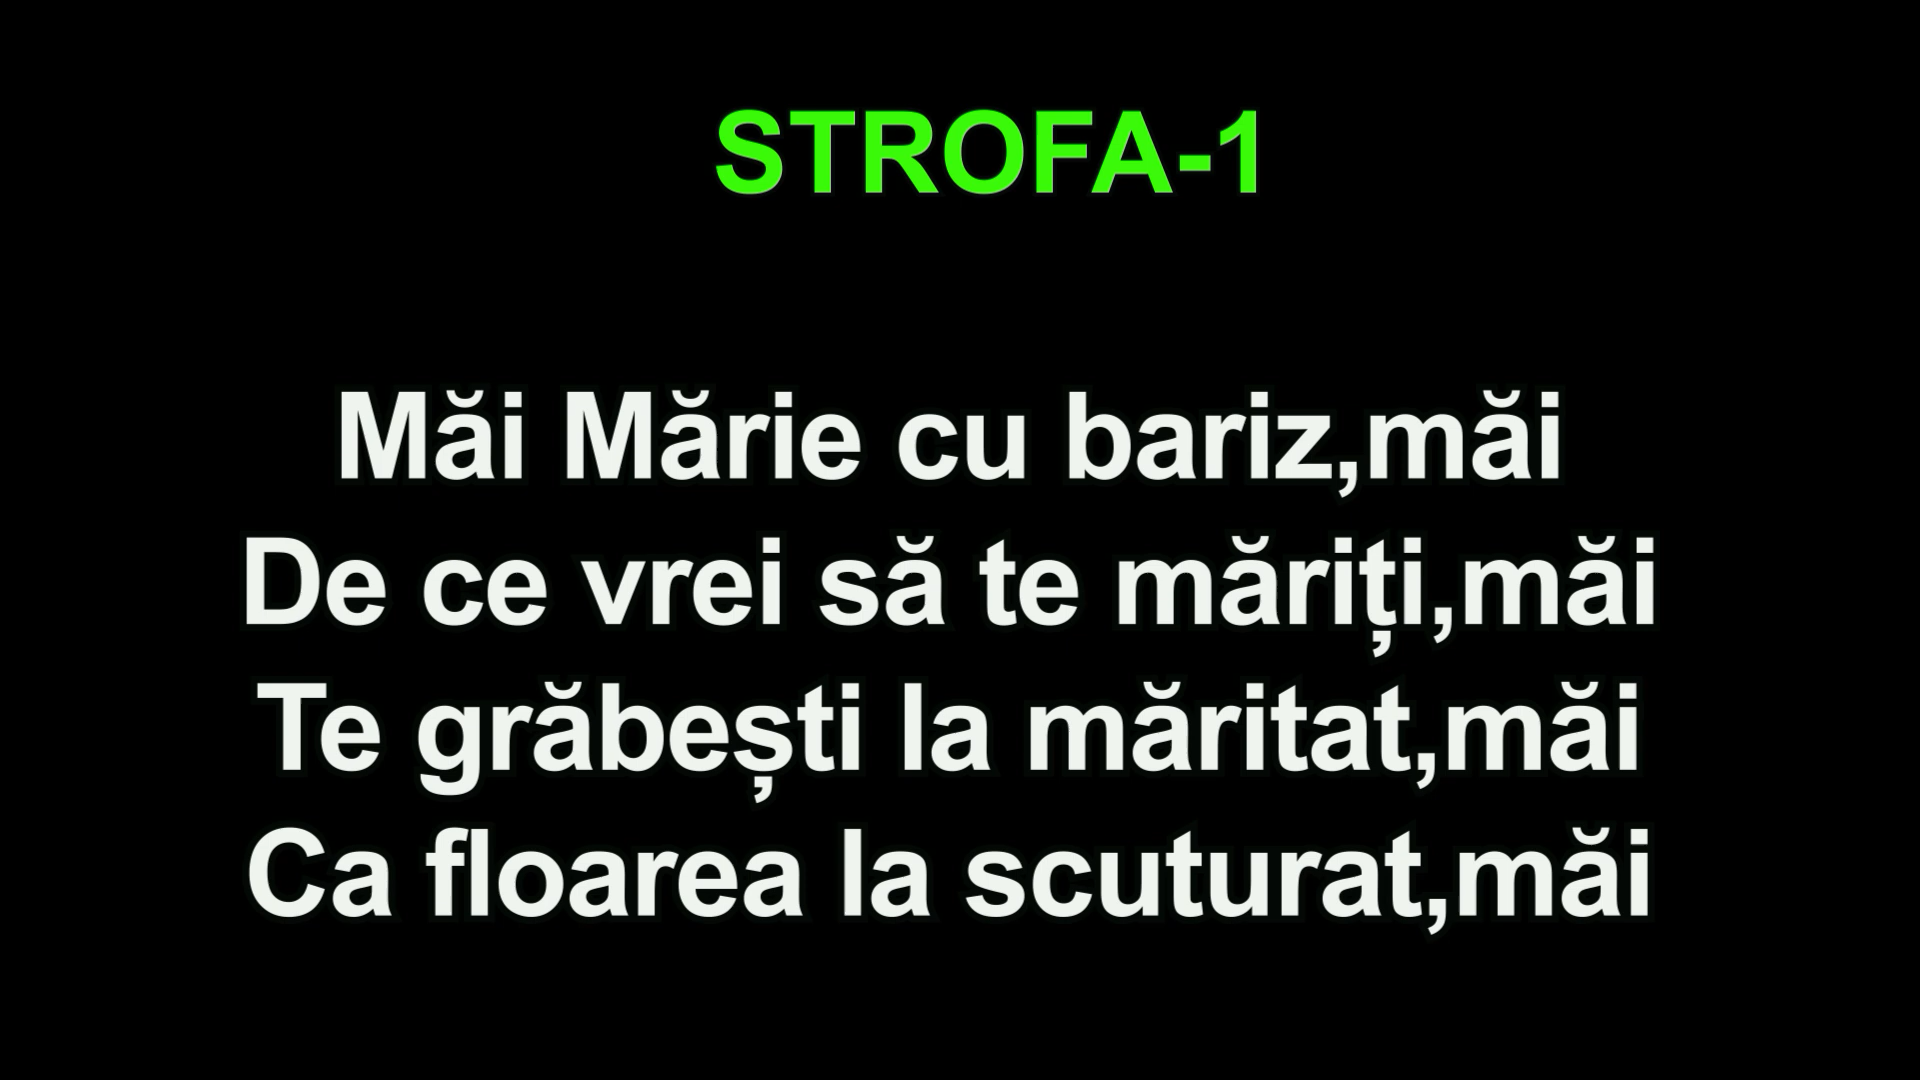 STROFA-1
Măi Mărie cu bariz,măi
De ce vrei să te măriți,măi
Te grăbești la măritat,măi
Ca floarea la scuturat,măi